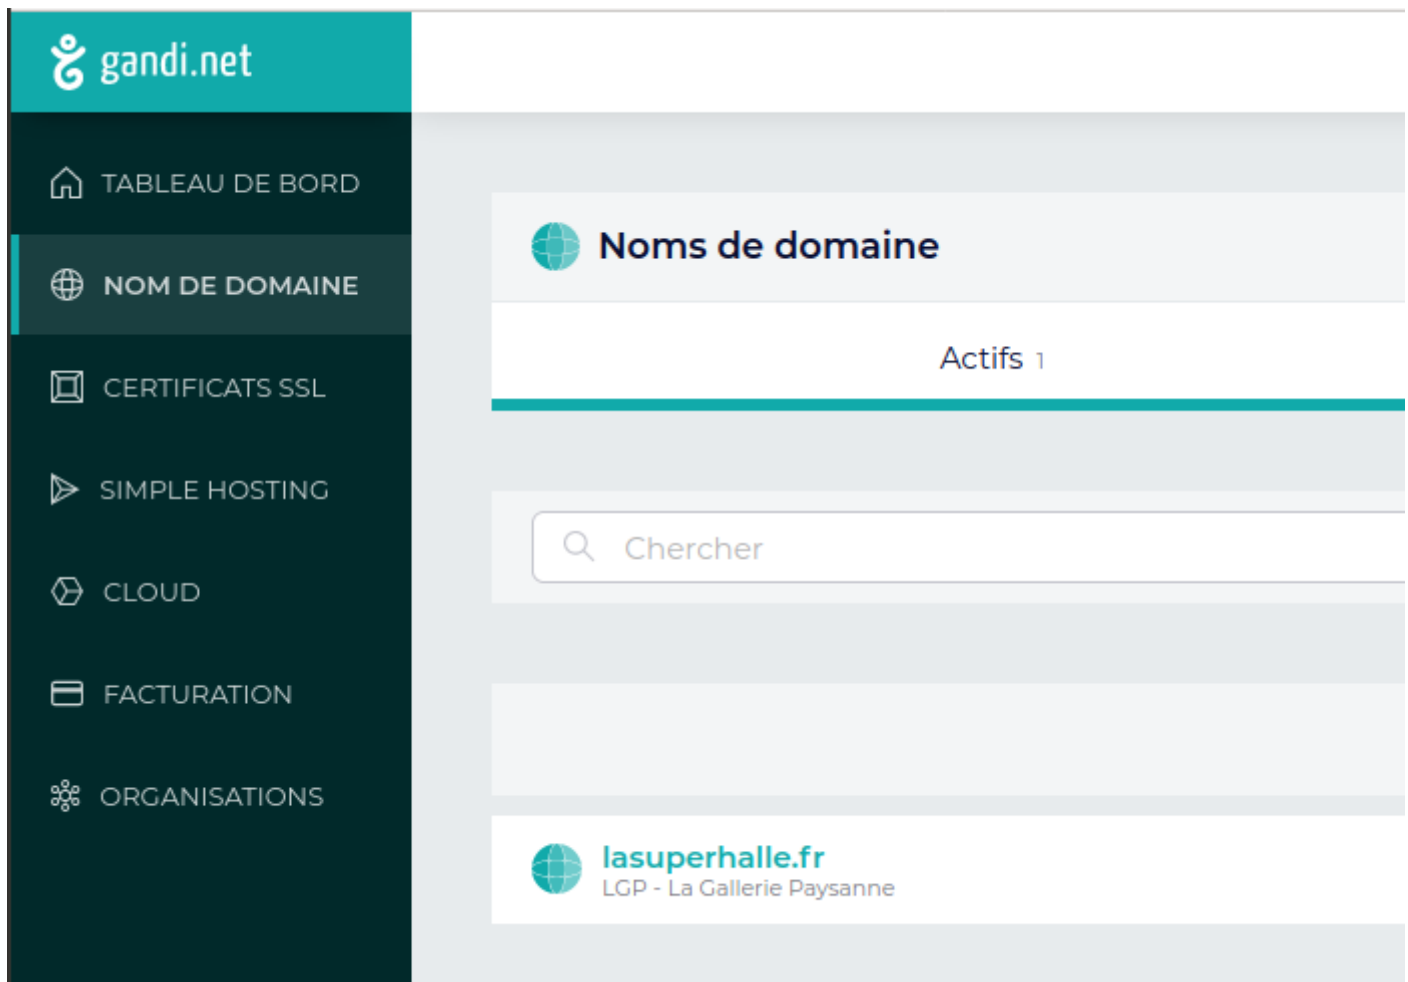 gandi.net
TABLEAU DE BORD
NOM DE DOMAINE
CERTIFICATS SSL
SIMPLE HOSTING
CLOUD
FACTURATION
ORGANISATIONS
Noms de domaine
Actifs 1
Chercher
lasuperhalle.fr
LGP - La Gallerie Paysanne